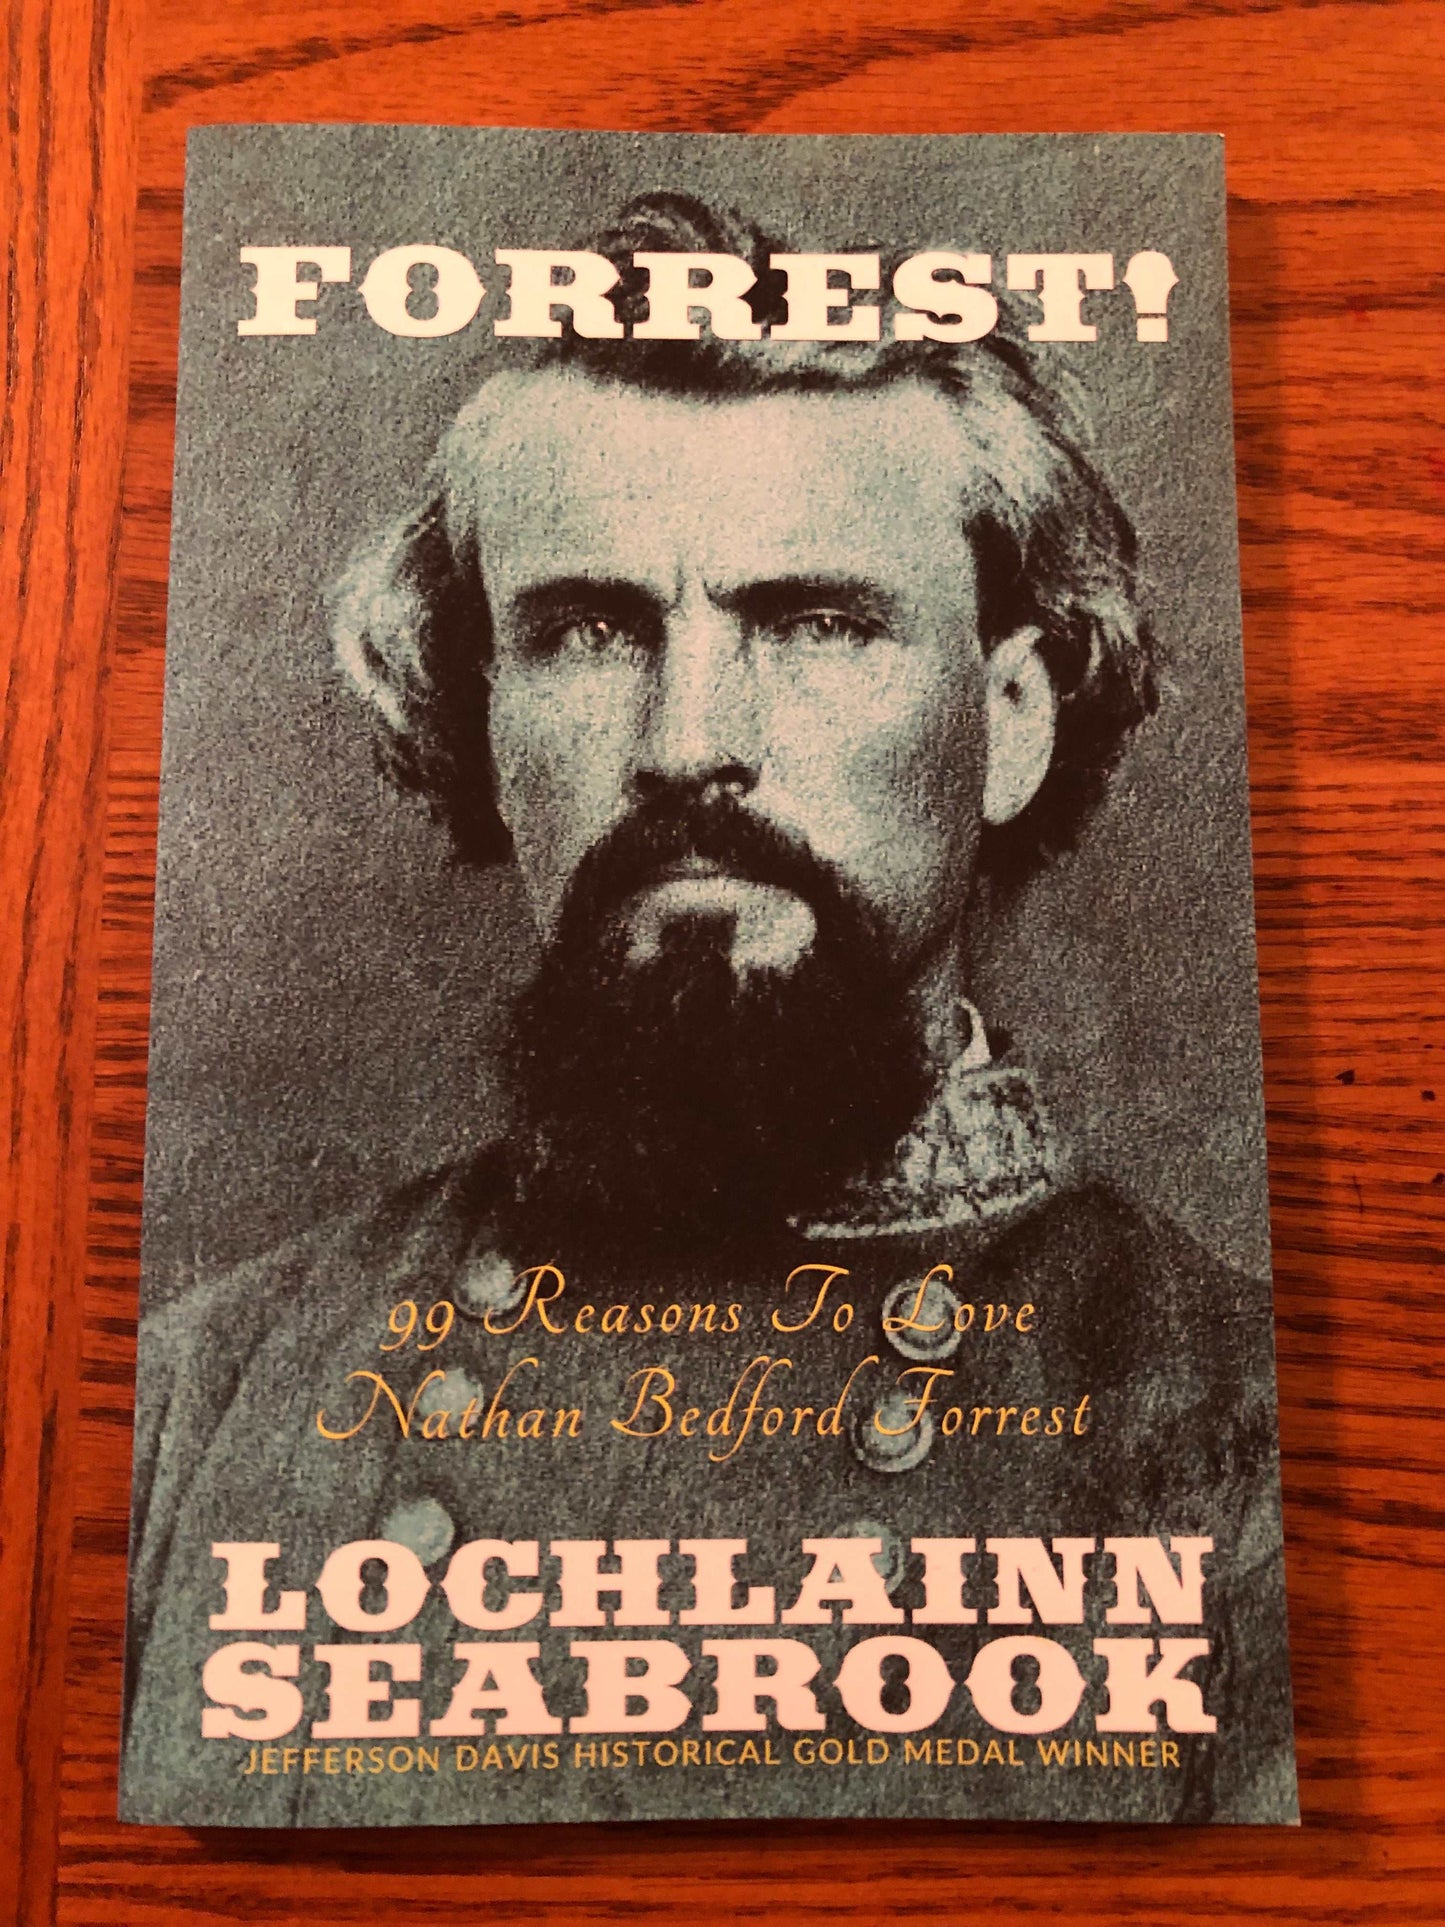 FORREST!
99 Reasons To Love
Nathan Bedford Forrest
LOCHLAINN
SEABROOK
JEFFERSON DAVIS HISTORICAL GOLD MEDAL WINNER